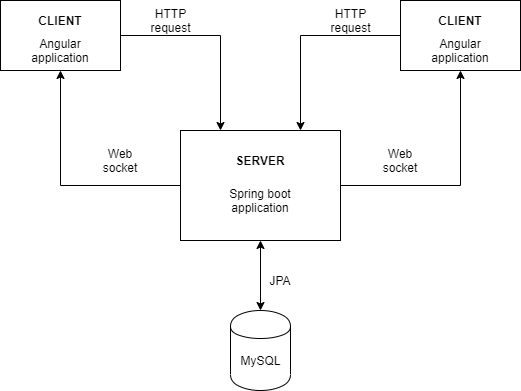 CLIENT
Angular
application
HTTP
request
HTTP
request
CLIENT
Angular
application
Web
socket
SERVER
Spring boot
application
Web
socket
JPA
MySQL